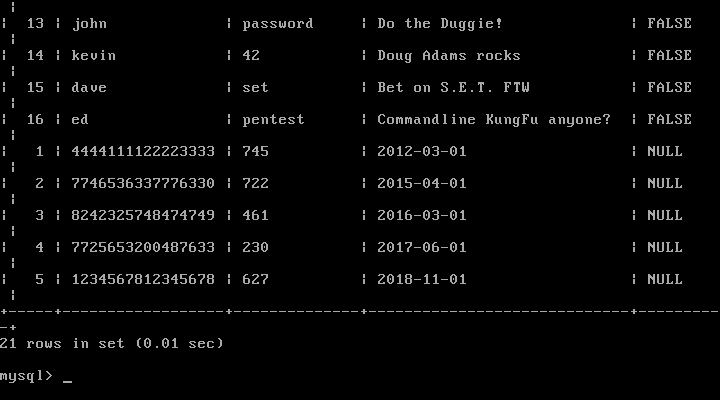 ¦
¦  13 ¦ john             ¦ password    ¦ Do the Duggie!              ¦ FALSE
¦
¦  14 ¦ kevin            ¦ 42          ¦ Doug Adams rocks            ¦ FALSE
¦
¦  15 ¦ dave             ¦ set         ¦ Bet on S.E.T. FTW           ¦ FALSE
¦
¦  16 ¦ ed               ¦ pentest     ¦ Commandline KungFu anyone?  ¦ FALSE
¦
¦   1 ¦ 4444111122223333 ¦ 745         ¦ 2012-03-01                  ¦ NULL
¦
¦   2 ¦ 7746536337776330 ¦ 722         ¦ 2015-04-01                  ¦ NULL
¦
¦   3 ¦ 8242325748474749 ¦ 461         ¦ 2016-03-01                  ¦ NULL
¦
¦   4 ¦ 7725653200487633 ¦ 230         ¦ 2017-06-01                  ¦ NULL
¦
¦   5 ¦ 1234567812345678 ¦ 627         ¦ 2018-11-01                  ¦ NULL
¦
+-----+------------------+--------------+-----------------------------+---------
-+
21 rows in set (0.01 sec)
mysql> _